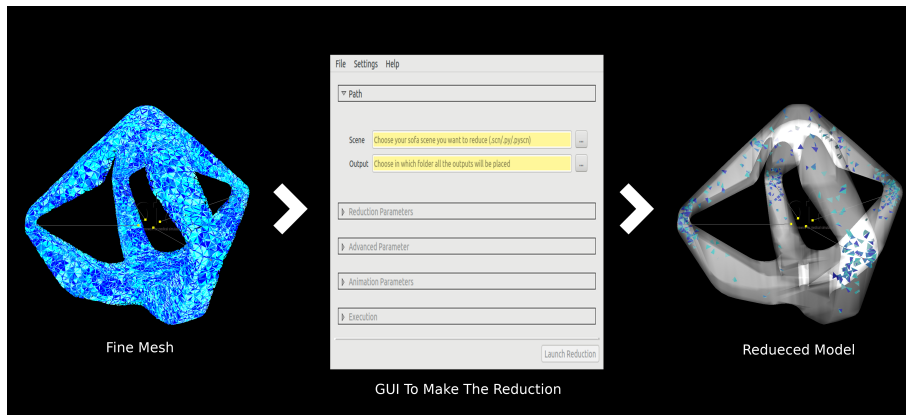 File Settings Help
Path
Scene Choose your sofa scene you want to reduce (.scn/.py/.pyscn) ...
Output Choose in which folder all the outputs will be placed ...
Reduction Parameters
Advanced Parameter
Animation Parameters
Execution
Launch Reduction
Fine Mesh
GUI To Make The Reduction
Redueced Model